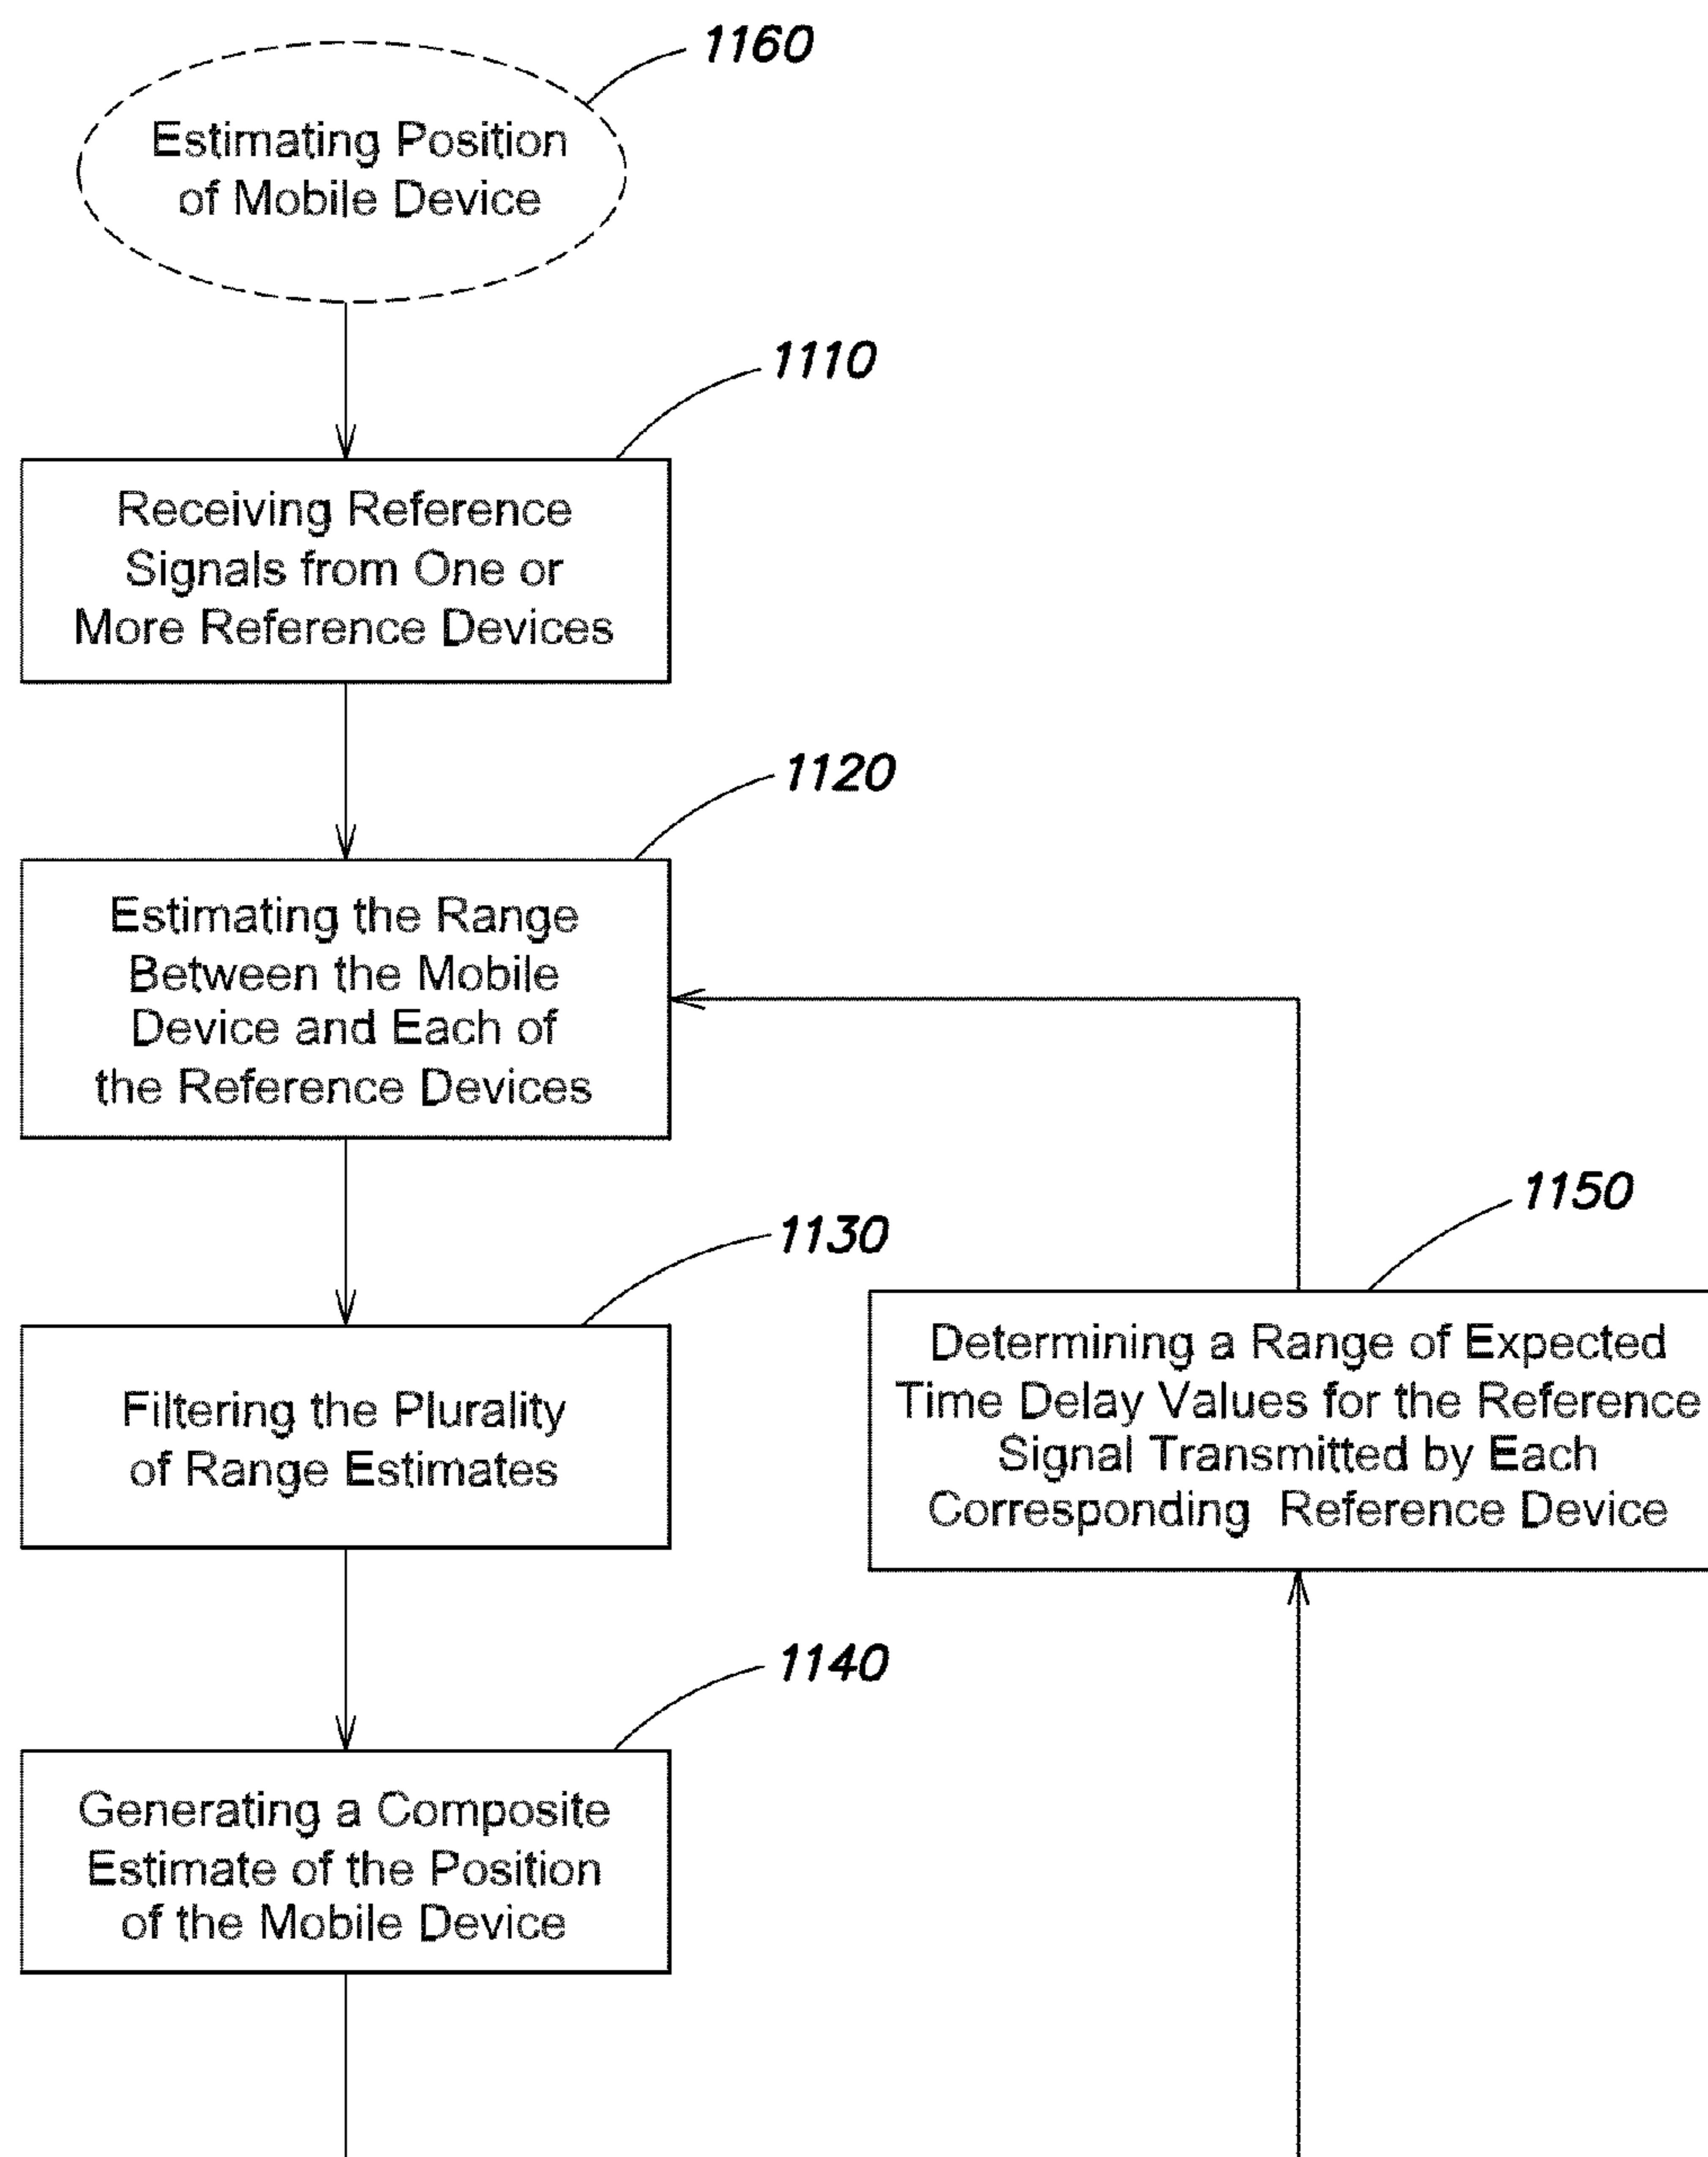 1160
Estimating Position
of Mobile Device
1110
Receiving Reference
Signals from One or
More Reference Devices
1120
Estimating the Range
Between the Mobile
Device and Each of
the Reference Devices
1130
Filtering the Plurality
of Range Estimates
1150
Determining a Range of Expected
Time Delay Values for the Reference
Signal Transmitted by Each
Corresponding Reference Device
1140
Generating a Composite
Estimate of the Position
of the Mobile Device